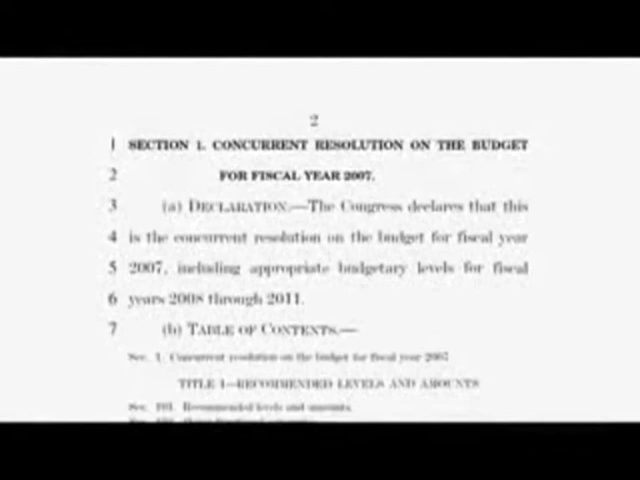 2
1 SECTION 1. CONCURRENT RESOLUTION ON THE BUDGET
2 FOR FISCAL YEAR 2007.
3 (a) DECLARATION.—The Congress declares that this
4 is the concurrent resolution on the budget for fiscal year
5 2007, including appropriate budgetary levels for fiscal
6 years 2008 through 2011.
7 (b) TABLE OF CONTENTS.—
Sec. 1. Concurrent resolution on the budget for fiscal year 2007.
TITLE I—RECOMMENDED LEVELS AND AMOUNTS
Sec. 101. Recommended levels and amounts.